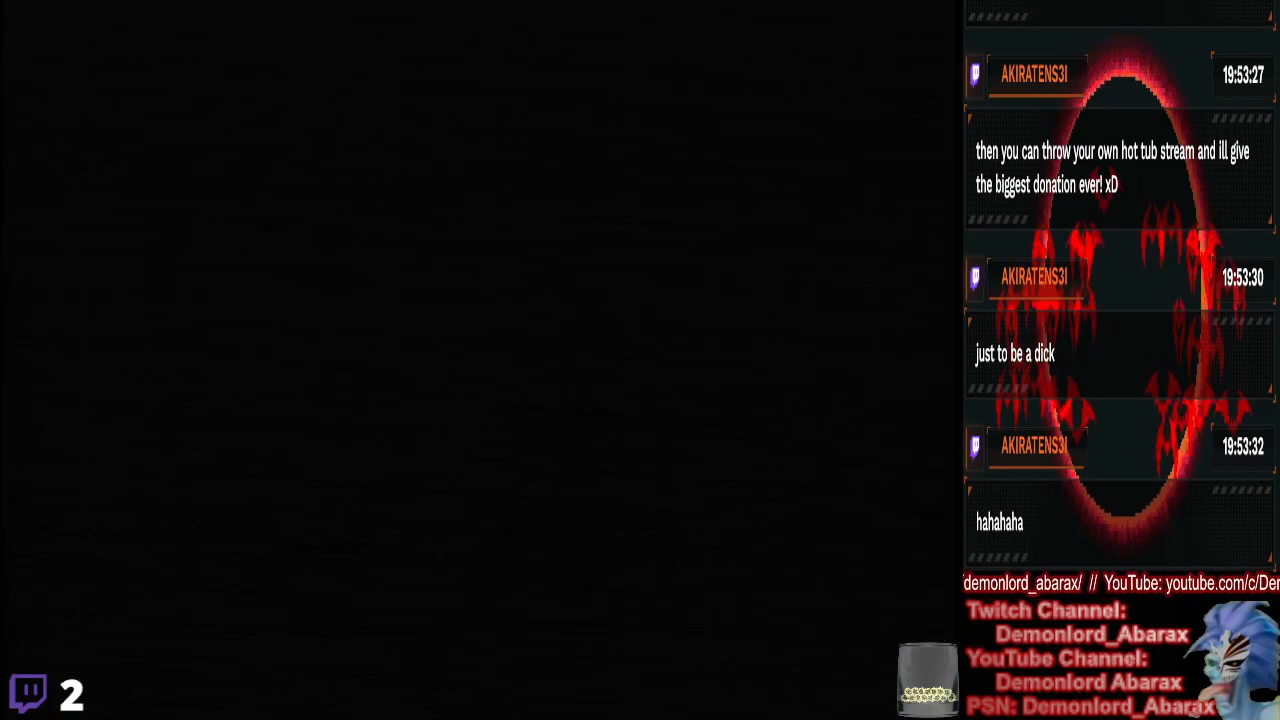 AKIRATENS3I
19:53:27
then you can throw your own hot tub stream and ill give
the biggest donation ever! xD
AKIRATENS3I
19:53:30
just to be a dick
AKIRATENS3I
19:53:32
hahahaha
demonlord_abarax/ // YouTube: youtube.com/c/Der
Twitch Channel:
Demonlord_Abarax
YouTube Channel:
Demonlord Abarax
PSN: Demonlord_Abarax
2